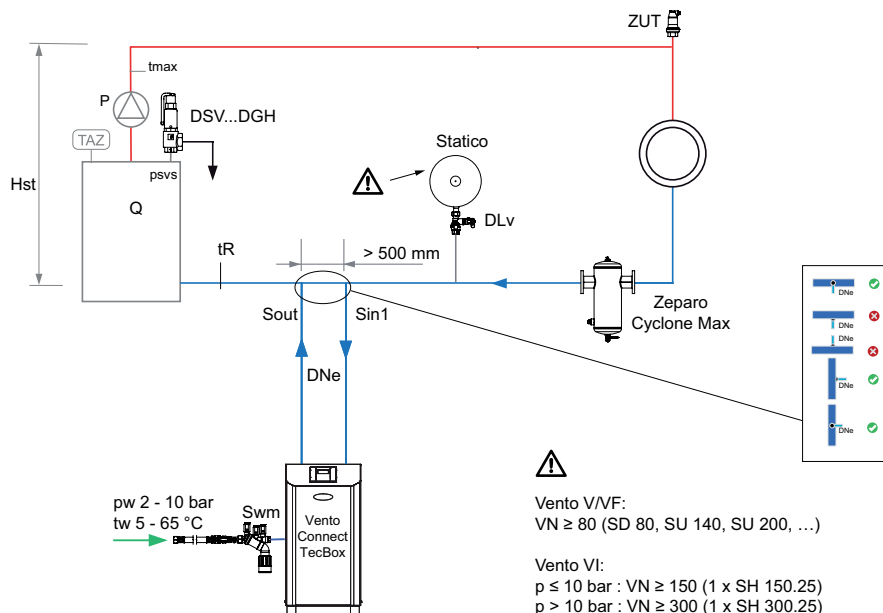 ZUT
tmax
P
DSV...DGH
TAZ
Statico
Hst
psvs
Q
DLv
tR
> 500 mm
Sout
Sin1
Zeparo
Cyclone Max
DNe
DNe
DNe
DNe
DNe
DNe
pw 2 - 10 bar
tw 5 - 65 °C
Swm
Vento
Connect
TecBox
Vento V/VF:
VN ≥ 80 (SD 80, SU 140, SU 200, …)
Vento VI:
p ≤ 10 bar : VN ≥ 150 (1 x SH 150.25)
p > 10 bar : VN ≥ 300 (1 x SH 300.25)